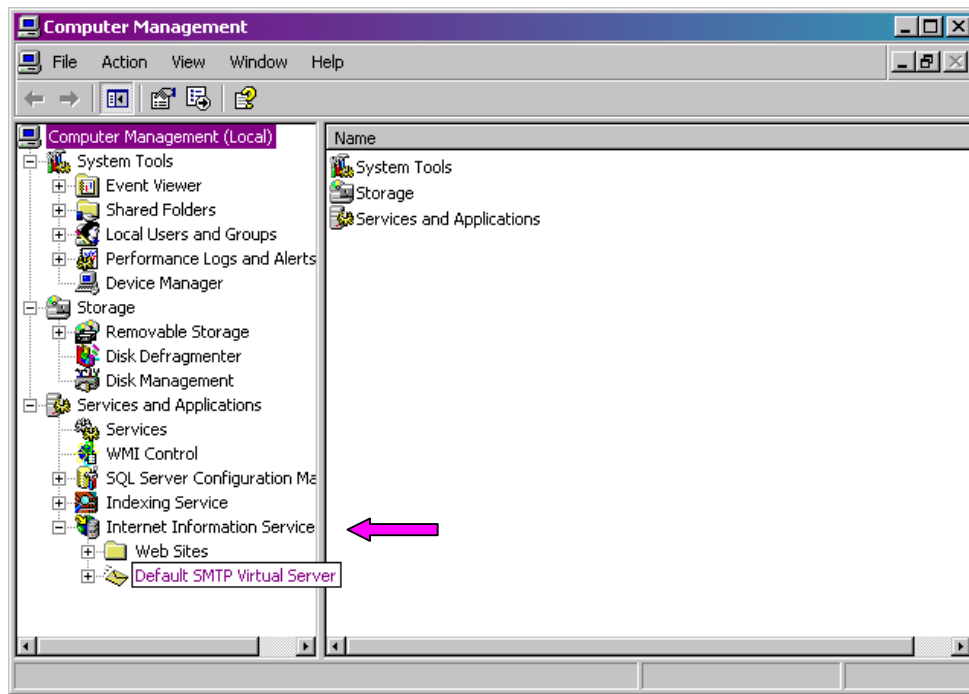 Computer Management
File Action View Window Help
Computer Management (Local)
System Tools
Event Viewer
Shared Folders
Local Users and Groups
Performance Logs and Alerts
Device Manager
Storage
Removable Storage
Disk Defragmenter
Disk Management
Services and Applications
Services
WMI Control
SQL Server Configuration Ma
Indexing Service
Internet Information Service
Web Sites
Default SMTP Virtual Server
Name
System Tools
Storage
Services and Applications